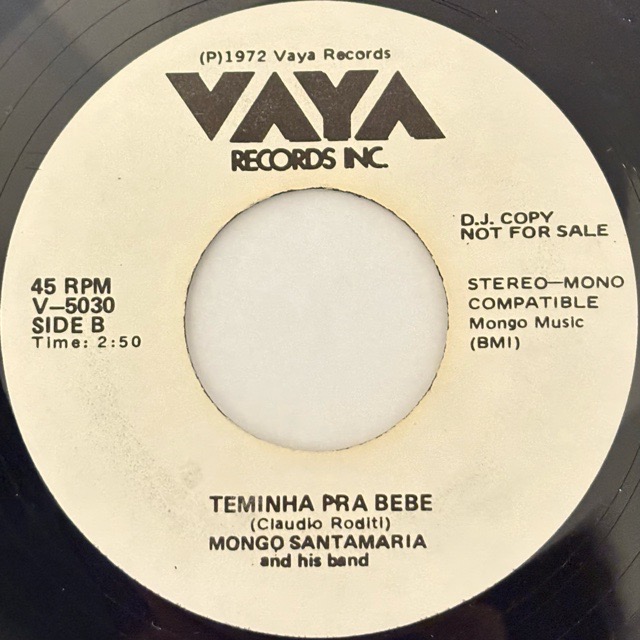 (P)1972 Vaya Records
VAYA
RECORDS INC.
D.J. COPY
NOT FOR SALE
45 RPM
V-5030
SIDE B
Time: 2:50
STEREO-MONO
COMPATIBLE
Mongo Music
(BMI)
TEMINHA PRA BEBE
(Claudio Roditi)
MONGO SANTAMARIA
and his band